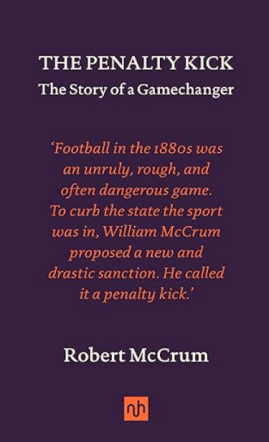 THE PENALTY KICK
The Story of a Gamechanger
‘Football in the 1880s was
an unruly, rough, and
often dangerous game.
To curb the state the sport
was in, William McCrum
proposed a new and
drastic sanction. He called
it a penalty kick.’
Robert McCrum
nh